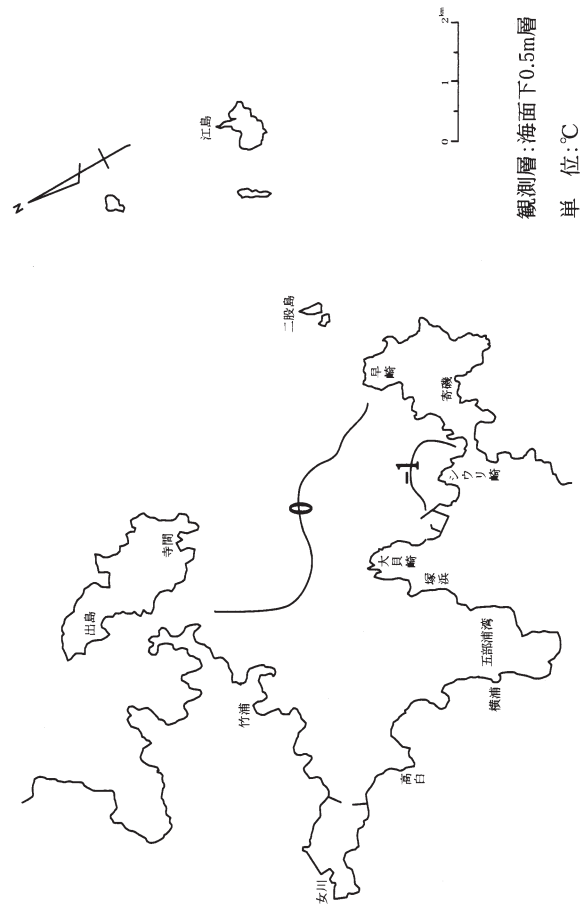 N
江島
0 1 2km
二股島
早崎
寄磯
シウリ崎
-1
0
寺間
出島
大貝崎
塚浜
五部浦湾
横浦
竹浦
高白
女川
観測層：海面下0.5m層
単 位：℃